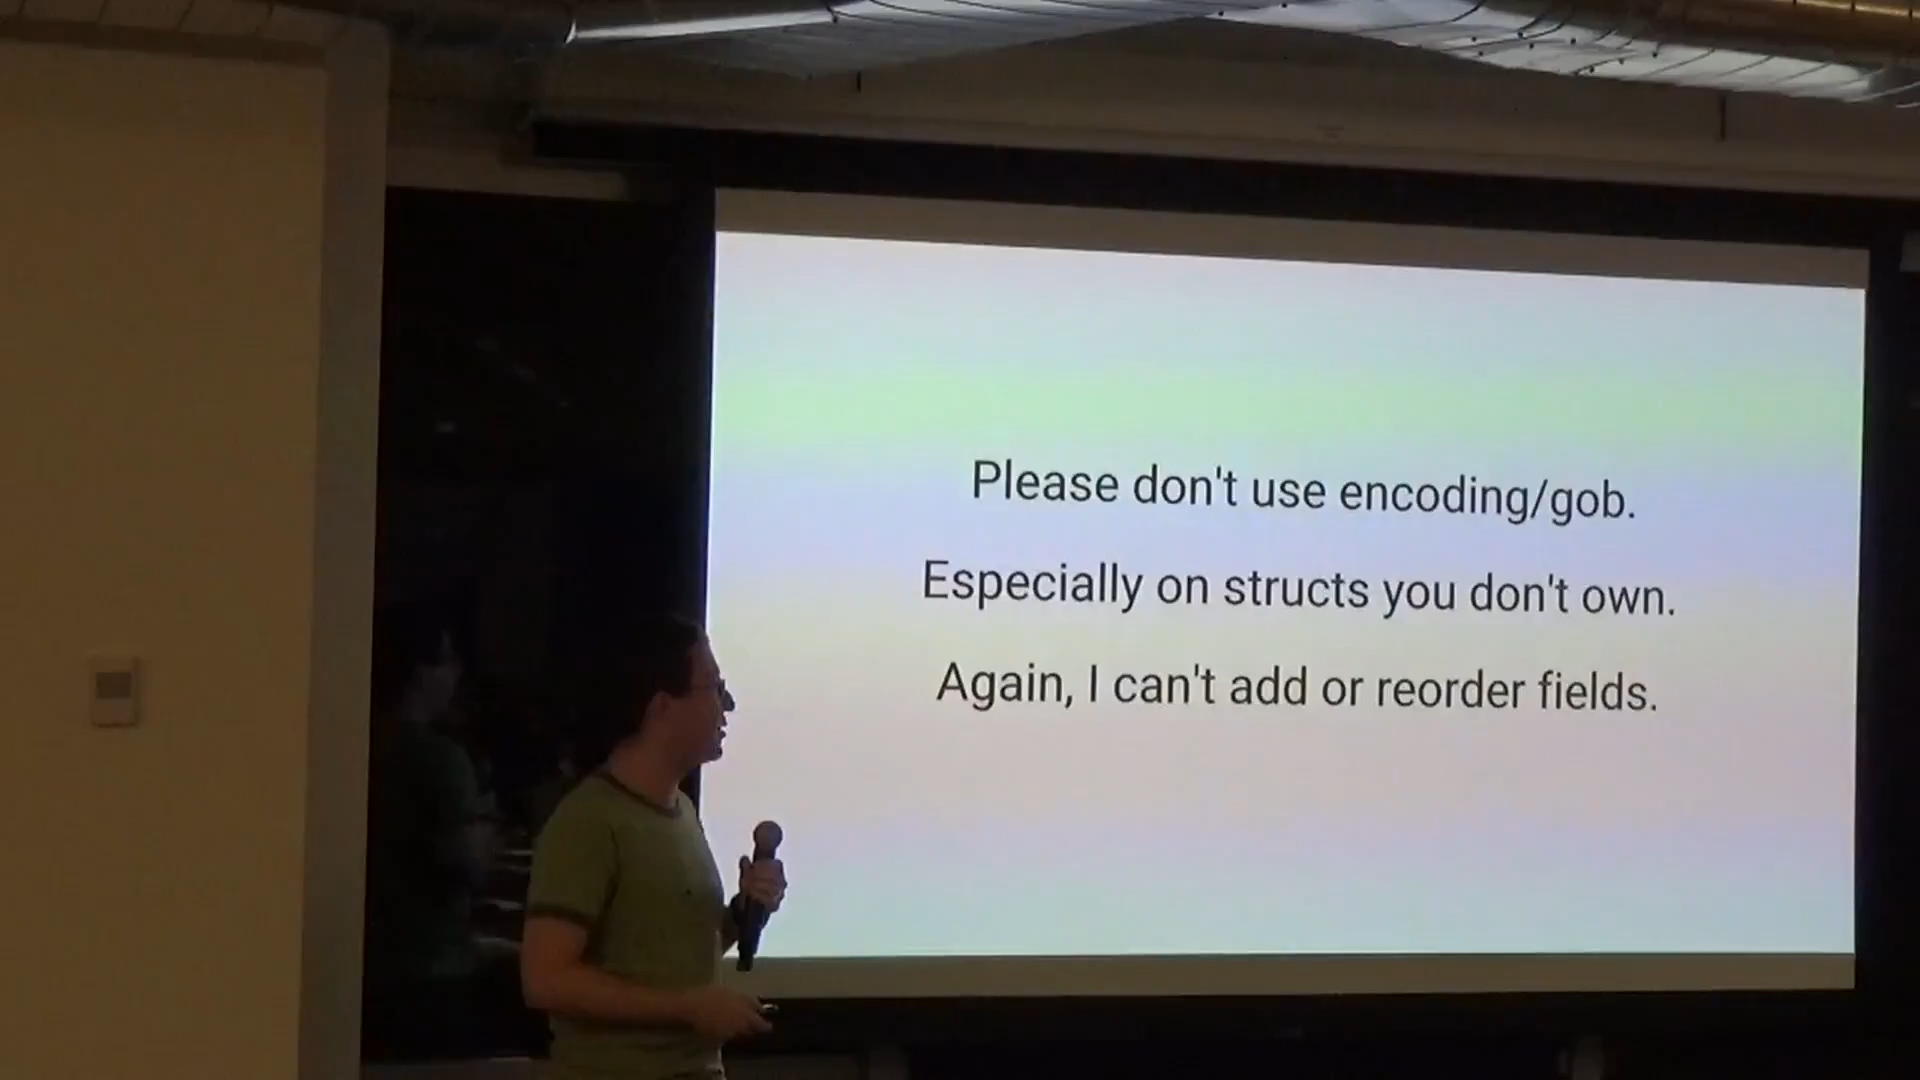 Please don't use encoding/gob.
Especially on structs you don't own.
Again, I can't add or reorder fields.